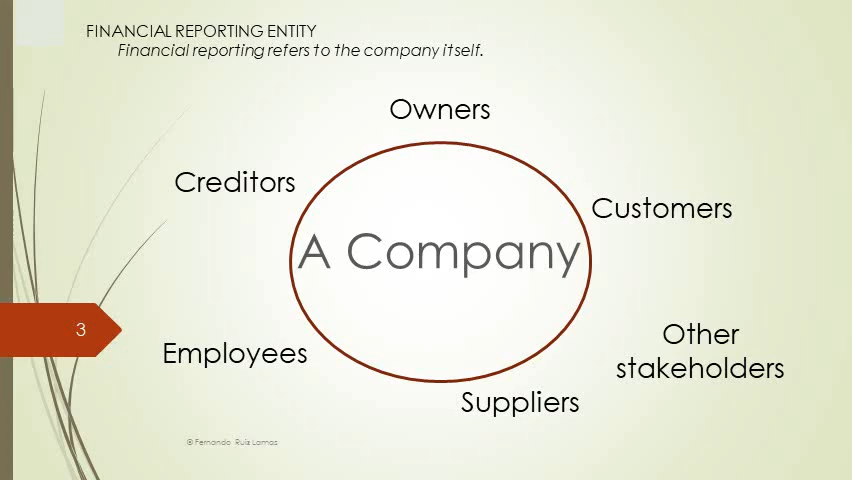 FINANCIAL REPORTING ENTITY
Financial reporting refers to the company itself.
Owners
Creditors
Customers
A Company
3
Other
stakeholders
Employees
Suppliers
© Fernando Ruiz Lamas